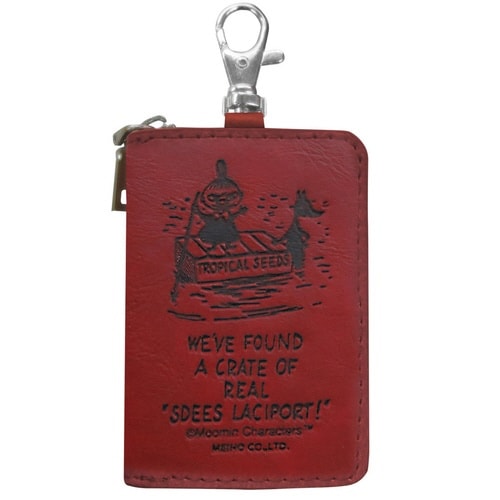 TROPICAL SEEDS
WE'VE FOUND
A CRATE OF
REAL
"SDEES LACIPORT!"
©Moomin Characters™
MEIHO CO.,LTD.